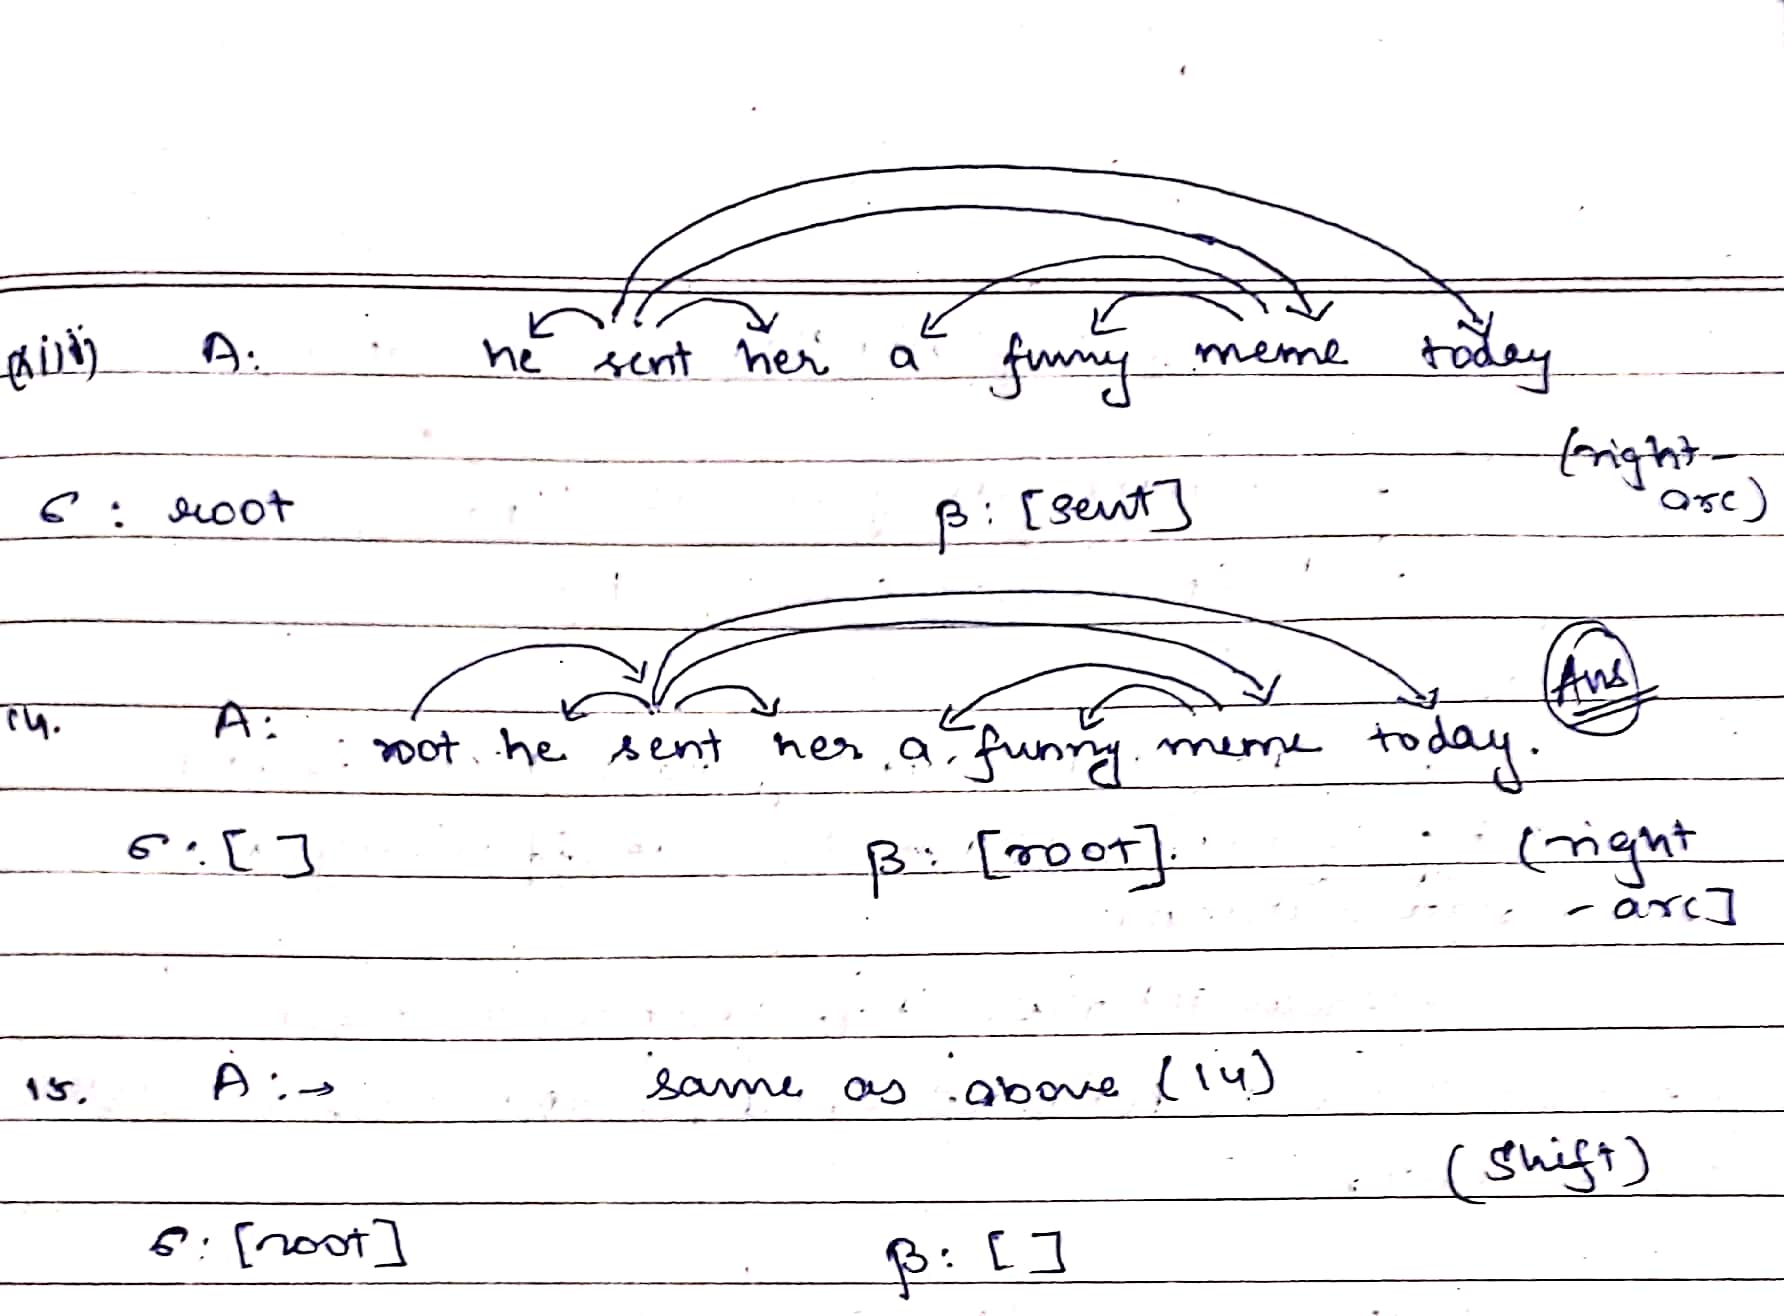 (xiii) A: he sent her a funny meme today
(right-
arc)
σ : root β : [sent]
Ans
14. A: root he sent her a funny meme today.
σ : [ ] β : [root]. (right
- arc]
15. A : → same as above (14)
(Shift)
σ : [root] β : [ ]